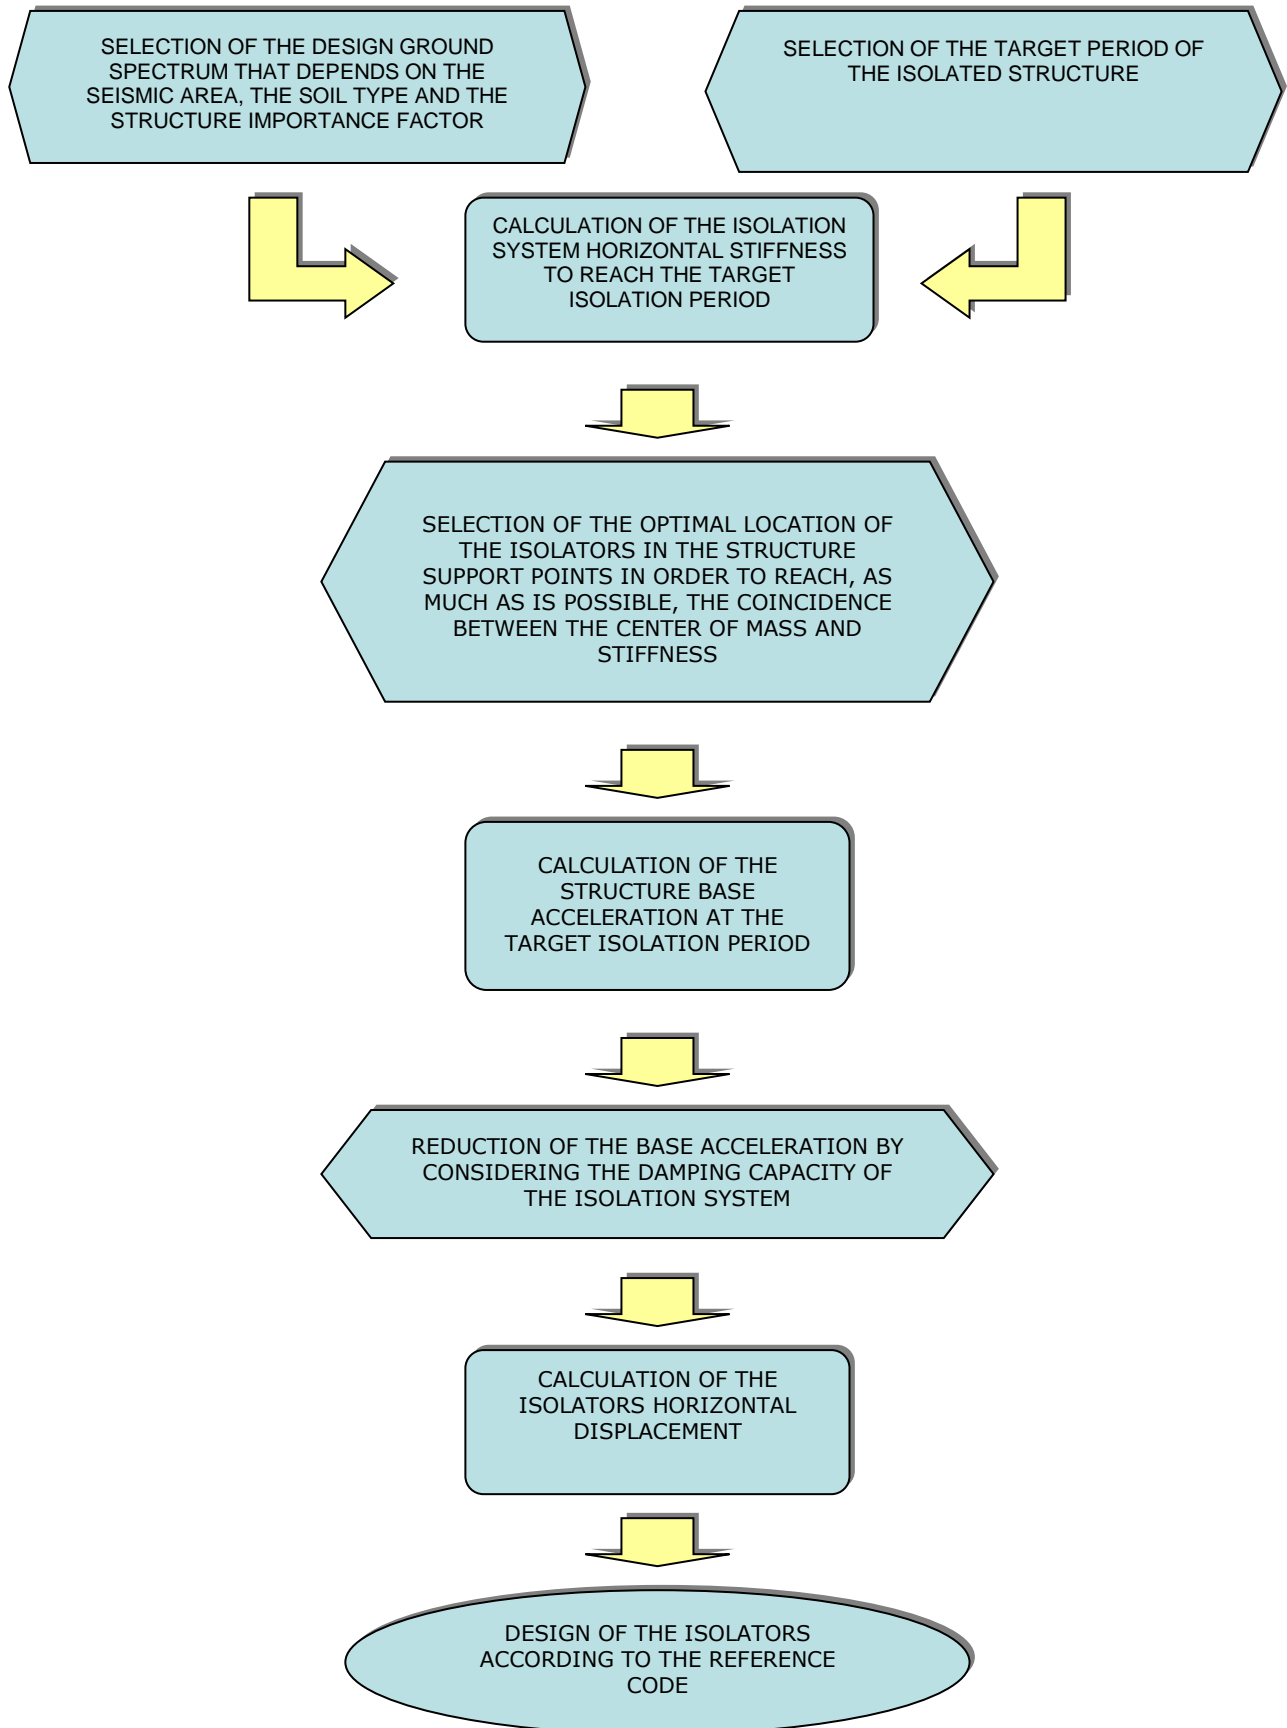 SELECTION OF THE DESIGN GROUND
SPECTRUM THAT DEPENDS ON THE
SEISMIC AREA, THE SOIL TYPE AND THE
STRUCTURE IMPORTANCE FACTOR
SELECTION OF THE TARGET PERIOD OF
THE ISOLATED STRUCTURE
CALCULATION OF THE ISOLATION
SYSTEM HORIZONTAL STIFFNESS
TO REACH THE TARGET
ISOLATION PERIOD
SELECTION OF THE OPTIMAL LOCATION OF
THE ISOLATORS IN THE STRUCTURE
SUPPORT POINTS IN ORDER TO REACH, AS
MUCH AS IS POSSIBLE, THE COINCIDENCE
BETWEEN THE CENTER OF MASS AND
STIFFNESS
CALCULATION OF THE
STRUCTURE BASE
ACCELERATION AT THE
TARGET ISOLATION PERIOD
REDUCTION OF THE BASE ACCELERATION BY
CONSIDERING THE DAMPING CAPACITY OF
THE ISOLATION SYSTEM
CALCULATION OF THE
ISOLATORS HORIZONTAL
DISPLACEMENT
DESIGN OF THE ISOLATORS
ACCORDING TO THE REFERENCE
CODE